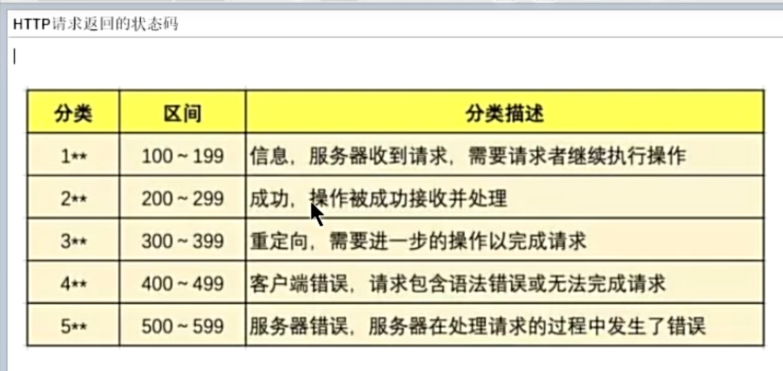 HTTP请求返回的状态码
分类 区间 分类描述
1** 100～199 信息，服务器收到请求，需要请求者继续执行操作
2** 200～299 成功，操作被成功接收并处理
3** 300～399 重定向，需要进一步的操作以完成请求
4** 400～499 客户端错误，请求包含语法错误或无法完成请求
5** 500～599 服务器错误，服务器在处理请求的过程中发生了错误